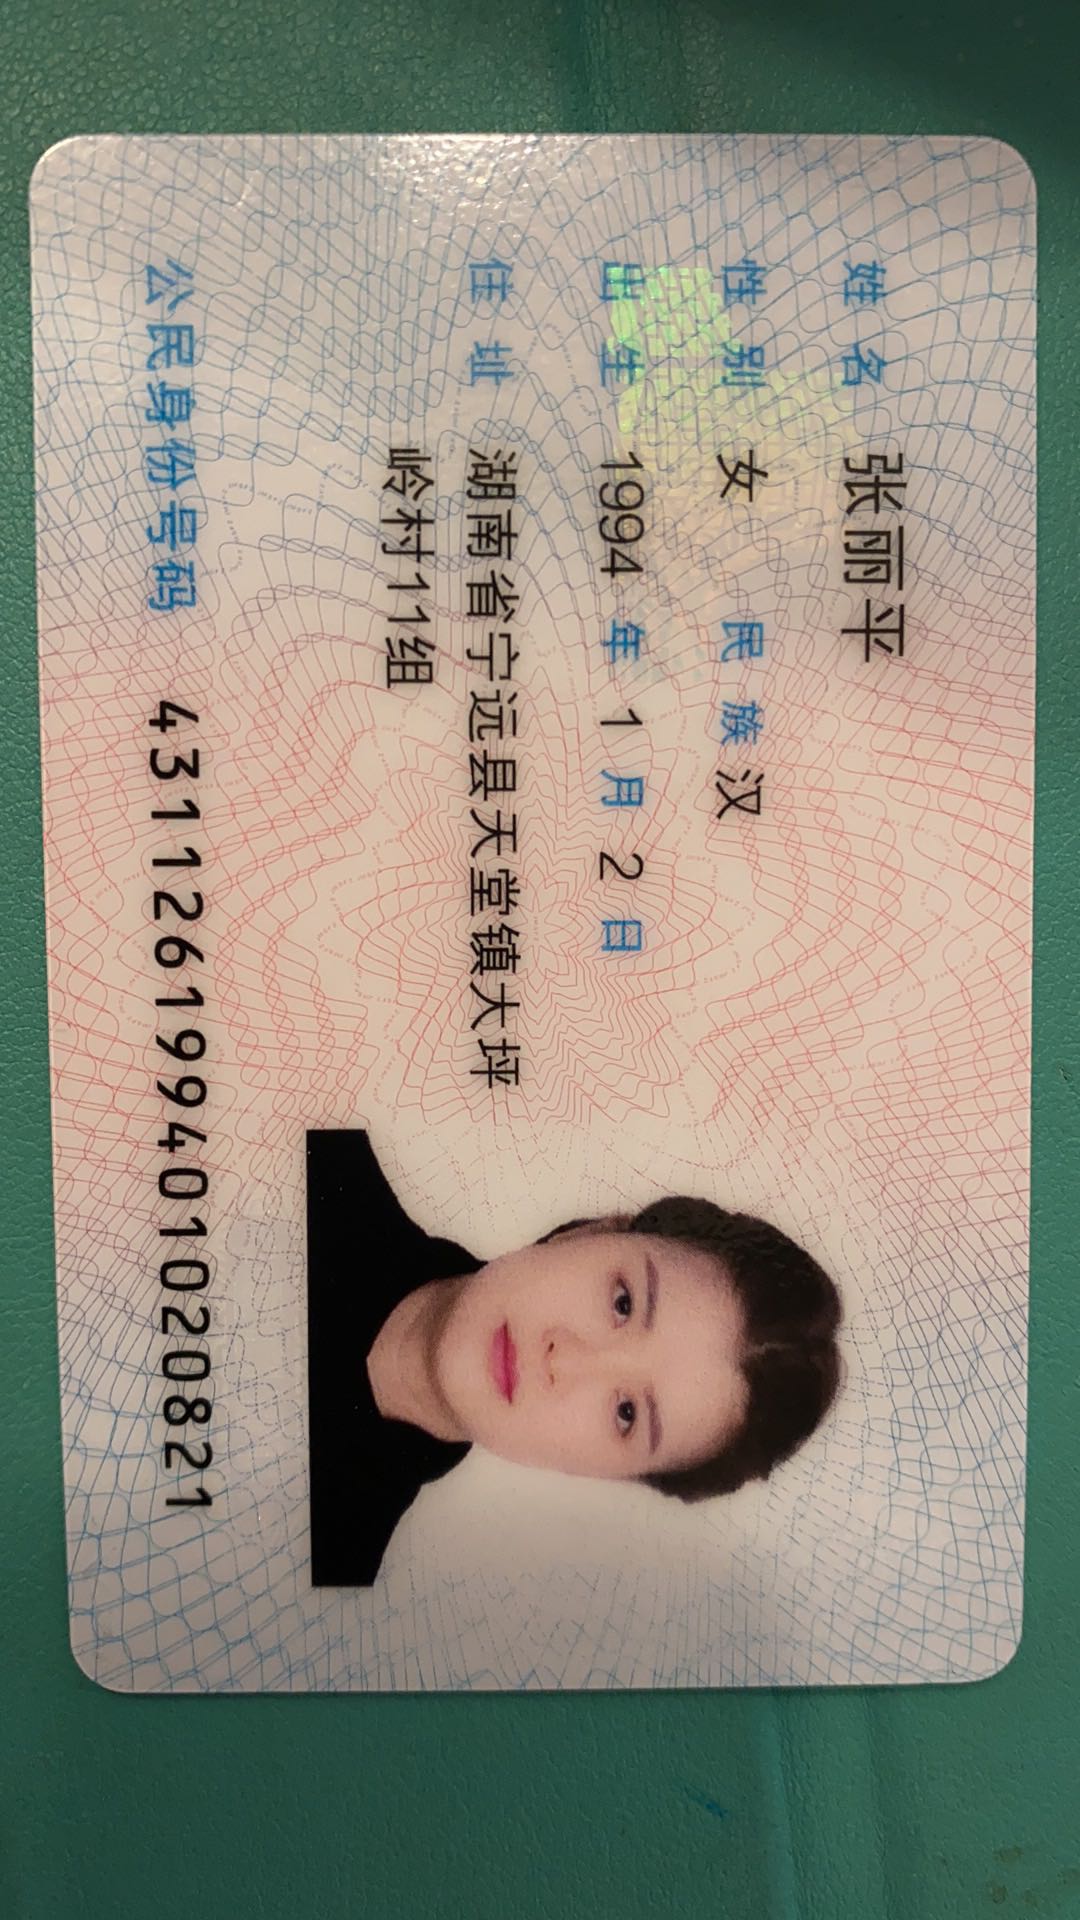 姓名 张丽平
性别 女 民族 汉
出生 1994 年 1 月 2 日
住址 湖南省宁远县天堂镇大坪
岭村11组
公民身份号码 431126199401020821